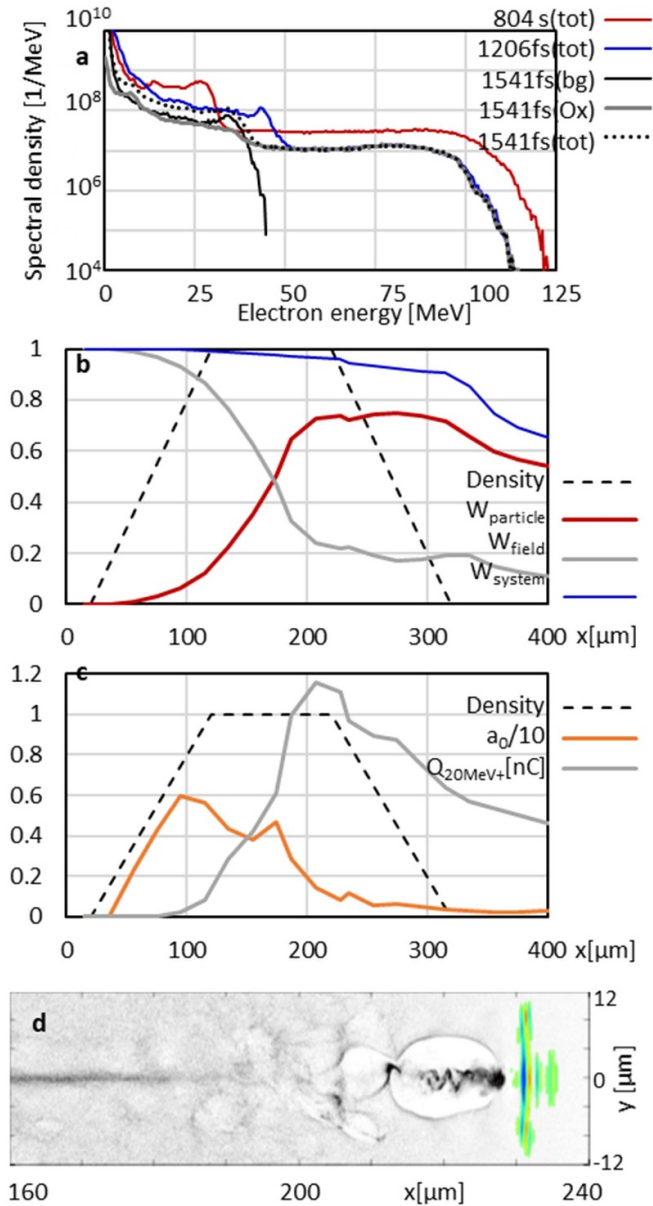 10^10
10^8
10^6
10^4
Spectral density [1/MeV]
a
804 s(tot)
1206fs(tot)
1541fs(bg)
1541fs(Ox)
1541fs(tot)
0
25
50
75
100
125
Electron energy [MeV]
1
0.8
0.6
0.4
0.2
0
b
Density
W_particle
W_field
W_system
0
100
200
300
400
x[µm]
1.2
1
0.8
0.6
0.4
0.2
0
c
Density
a_0/10
Q_20MeV+[nC]
0
100
200
300
400
x[µm]
d
12
0
-12
y [µm]
160
200
x[µm]
240